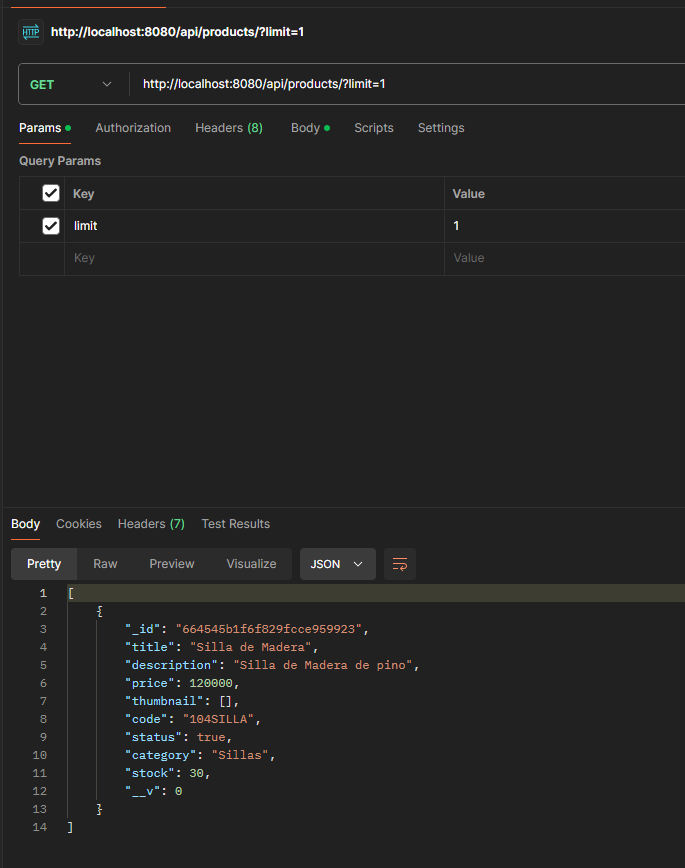 HTTP http://localhost:8080/api/products/?limit=1
GET http://localhost:8080/api/products/?limit=1
Params Authorization Headers (8) Body Scripts Settings
Query Params
Key Value
limit 1
Key Value
Body Cookies Headers (7) Test Results
Pretty Raw Preview Visualize JSON
1 [
2 {
3 "_id": "664545b1f6f829fcce959923",
4 "title": "Silla de Madera",
5 "description": "Silla de Madera de pino",
6 "price": 120000,
7 "thumbnail": [],
8 "code": "104SILLA",
9 "status": true,
10 "category": "Sillas",
11 "stock": 30,
12 "__v": 0
13 }
14 ]